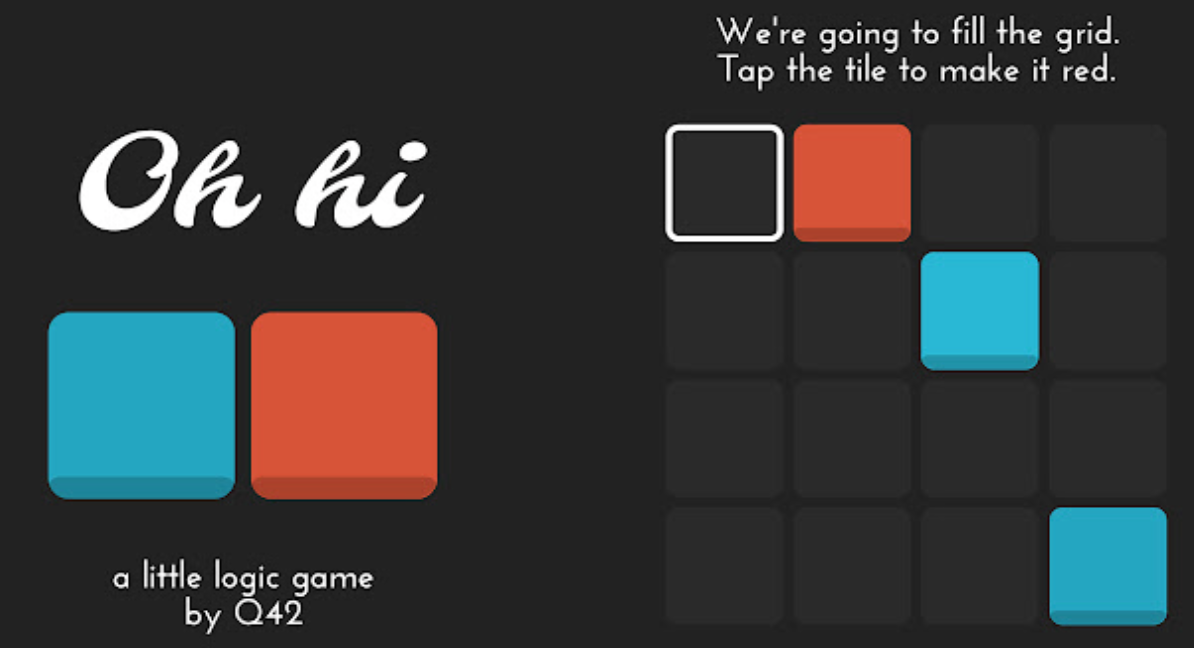 Oh hi
a little logic game
by Q42
We're going to fill the grid.
Tap the tile to make it red.